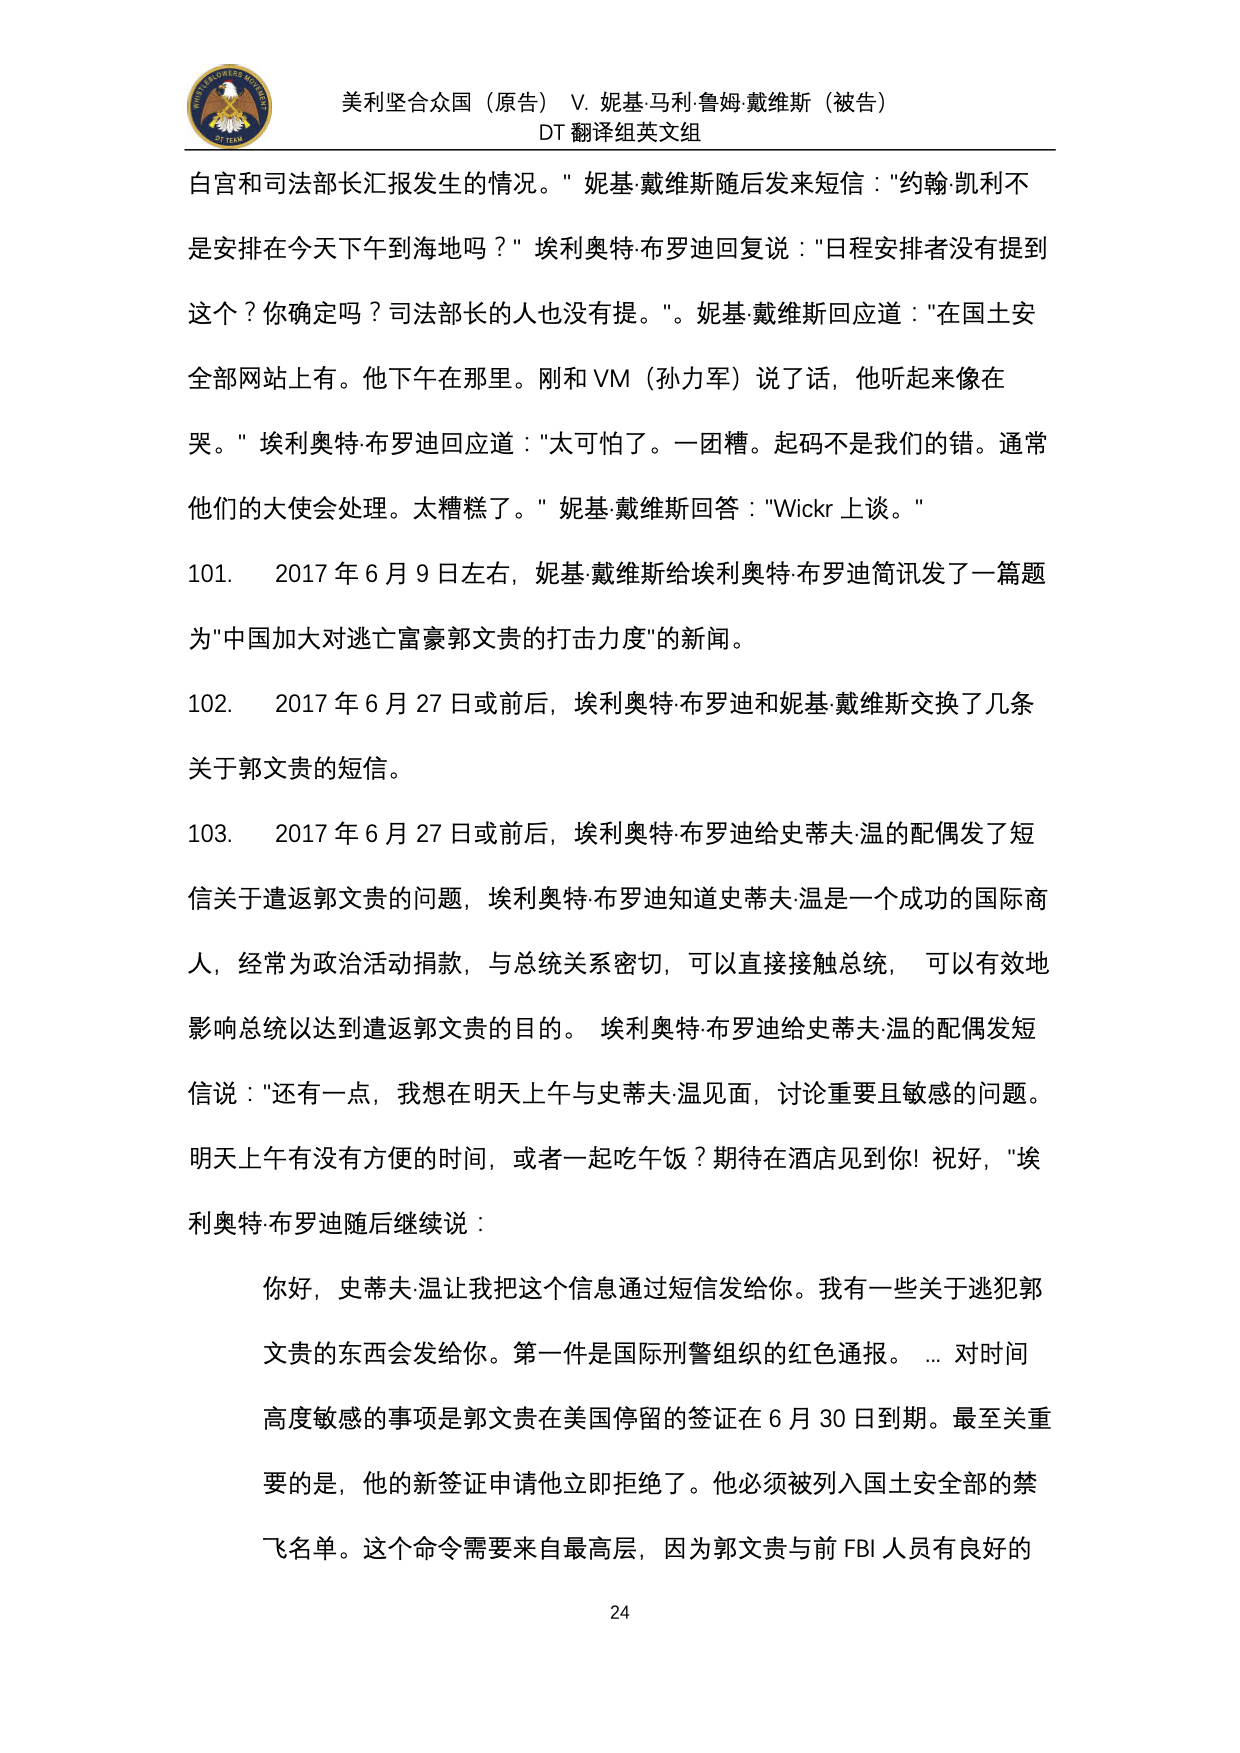 WHISTLEBLOWERS MOVEMENT
DT TEAM
美利坚合众国（原告） V. 妮基·马利·鲁姆·戴维斯（被告）
DT 翻译组英文组
白宫和司法部长汇报发生的情况。" 妮基·戴维斯随后发来短信："约翰·凯利不
是安排在今天下午到海地吗？" 埃利奥特·布罗迪回复说："日程安排者没有提到
这个？你确定吗？司法部长的人也没有提。"。妮基·戴维斯回应道："在国土安
全部网站上有。他下午在那里。刚和 VM（孙力军）说了话，他听起来像在
哭。" 埃利奥特·布罗迪回应道："太可怕了。一团糟。起码不是我们的错。通常
他们的大使会处理。太糟糕了。" 妮基·戴维斯回答："Wickr 上谈。"
101. 2017 年 6 月 9 日左右，妮基·戴维斯给埃利奥特·布罗迪简讯发了一篇题
为"中国加大对逃亡富豪郭文贵的打击力度"的新闻。
102. 2017 年 6 月 27 日或前后，埃利奥特·布罗迪和妮基·戴维斯交换了几条
关于郭文贵的短信。
103. 2017 年 6 月 27 日或前后，埃利奥特·布罗迪给史蒂夫·温的配偶发了短
信关于遣返郭文贵的问题，埃利奥特·布罗迪知道史蒂夫·温是一个成功的国际商
人，经常为政治活动捐款，与总统关系密切，可以直接接触总统， 可以有效地
影响总统以达到遣返郭文贵的目的。 埃利奥特·布罗迪给史蒂夫·温的配偶发短
信说："还有一点，我想在明天上午与史蒂夫·温见面，讨论重要且敏感的问题。
明天上午有没有方便的时间，或者一起吃午饭？期待在酒店见到你! 祝好，"埃
利奥特·布罗迪随后继续说：
你好，史蒂夫·温让我把这个信息通过短信发给你。我有一些关于逃犯郭
文贵的东西会发给你。第一件是国际刑警组织的红色通报。 ... 对时间
高度敏感的事项是郭文贵在美国停留的签证在 6 月 30 日到期。最至关重
要的是，他的新签证申请他立即拒绝了。他必须被列入国土安全部的禁
飞名单。这个命令需要来自最高层，因为郭文贵与前 FBI 人员有良好的
24